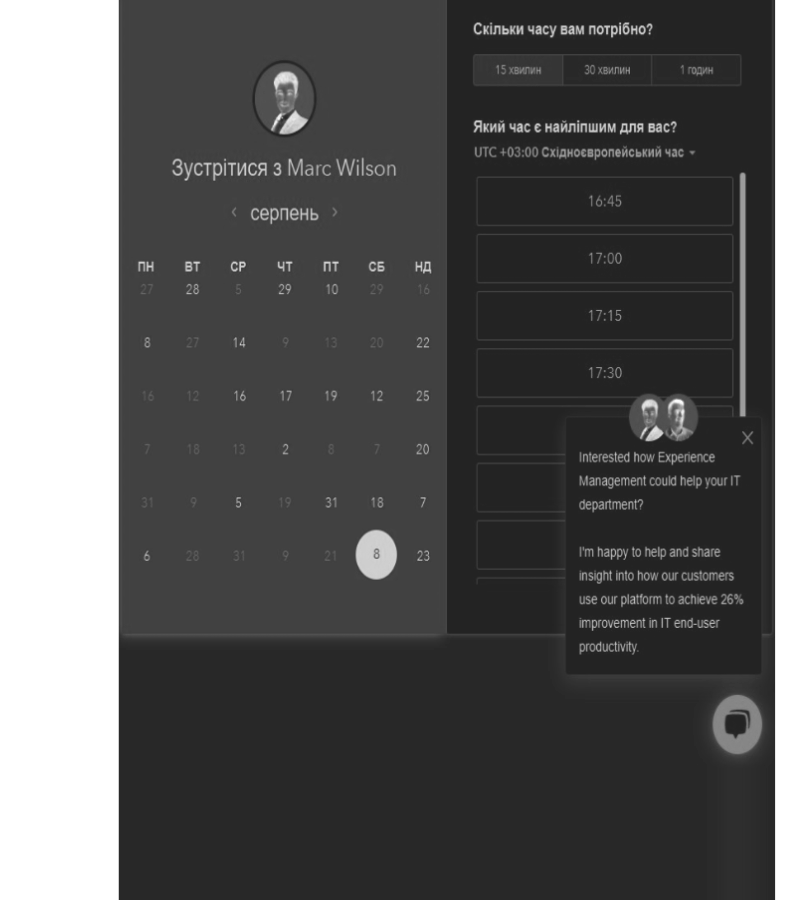 Зустрітися з Marc Wilson
серпень
ПН ВТ СР ЧТ ПТ СБ НД
27 28 5 29 10 29 16
8 27 14 9 13 20 22
16 12 16 17 19 12 25
7 18 13 2 8 7 20
31 9 5 19 31 18 7
6 28 31 9 21 8 23
Скільки часу вам потрібно?
15 хвилин 30 хвилин 1 годин
Який час є найліпшим для вас?
UTC +03:00 Східноєвропейський час
16:45
17:00
17:15
17:30
Interested how Experience
Management could help your IT
department?
I'm happy to help and share
insight into how our customers
use our platform to achieve 26%
improvement in IT end-user
productivity.